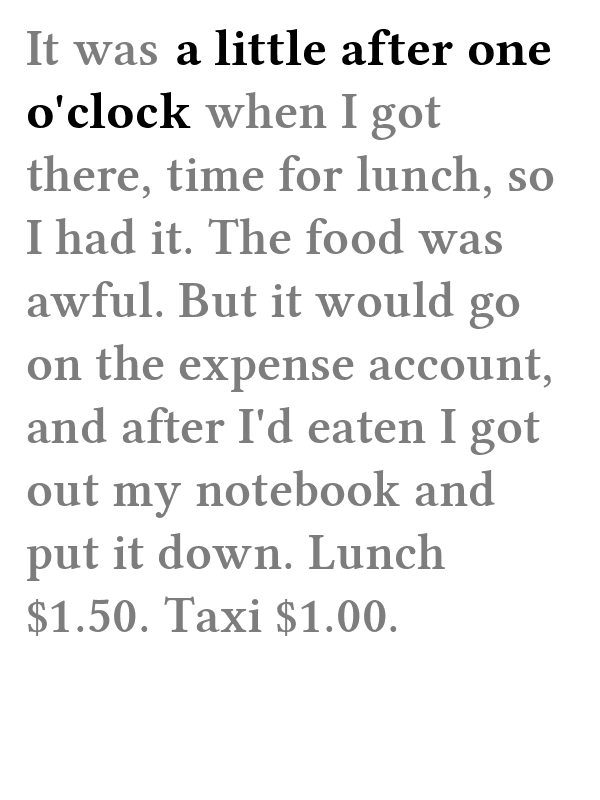 It was a little after one
o'clock when I got
there, time for lunch, so
I had it. The food was
awful. But it would go
on the expense account,
and after I'd eaten I got
out my notebook and
put it down. Lunch
$1.50. Taxi $1.00.